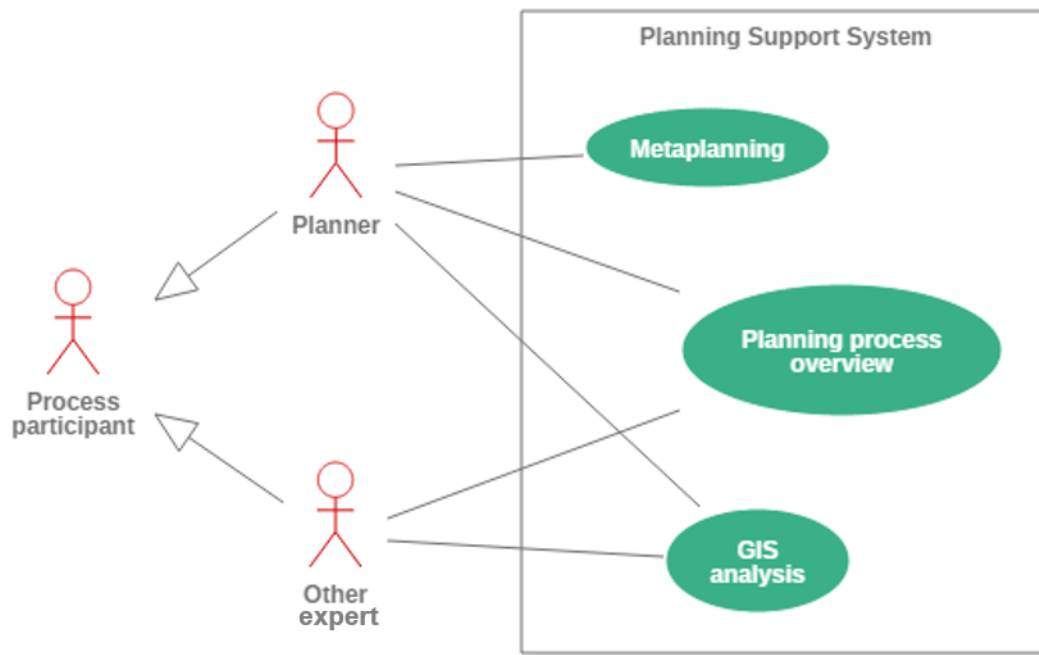 Planning Support System
Metaplanning
Planner
Planning process
overview
Process
participant
GIS
analysis
Other
expert